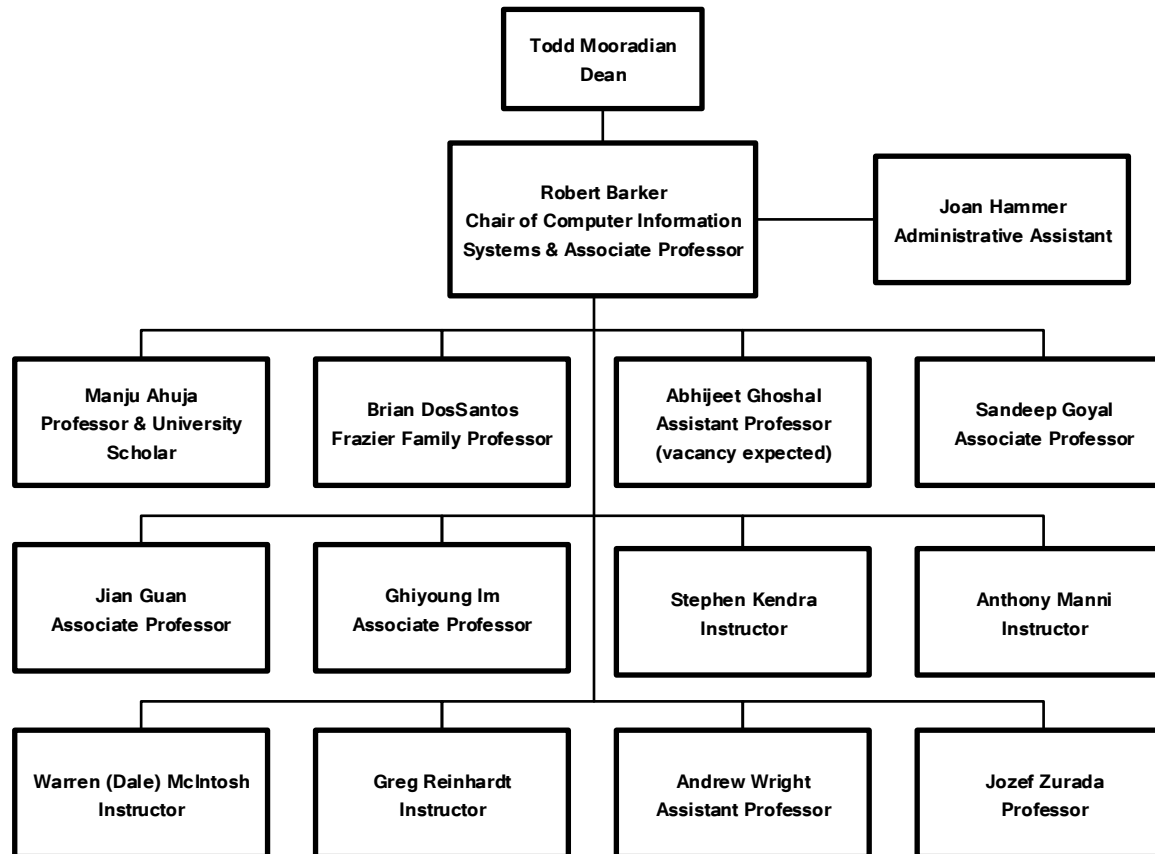 Todd Mooradian
Dean
Robert Barker
Chair of Computer Information
Systems & Associate Professor
Joan Hammer
Administrative Assistant
Manju Ahuja
Professor & University
Scholar
Brian DosSantos
Frazier Family Professor
Abhijeet Ghoshal
Assistant Professor
(vacancy expected)
Sandeep Goyal
Associate Professor
Jian Guan
Associate Professor
Ghiyoung Im
Associate Professor
Stephen Kendra
Instructor
Anthony Manni
Instructor
Warren (Dale) McIntosh
Instructor
Greg Reinhardt
Instructor
Andrew Wright
Assistant Professor
Jozef Zurada
Professor